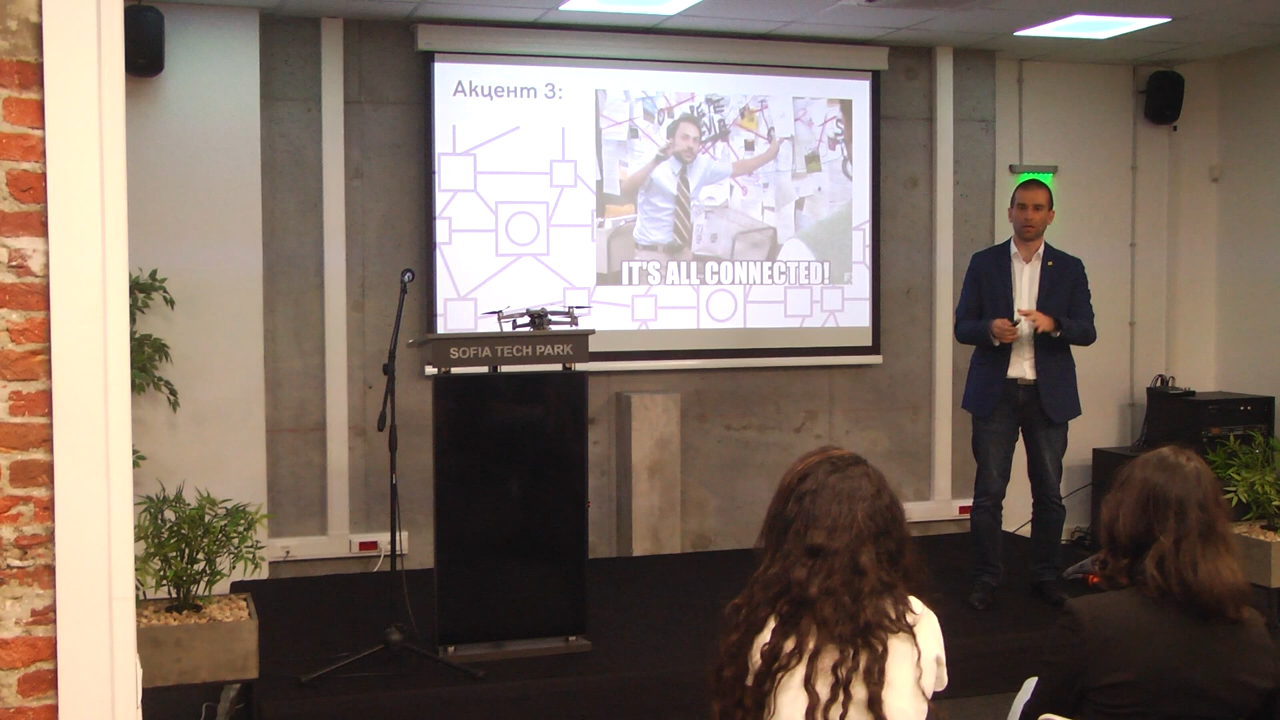 Акцент 3:
IT'S ALL CONNECTED!
SOFIA TECH PARK